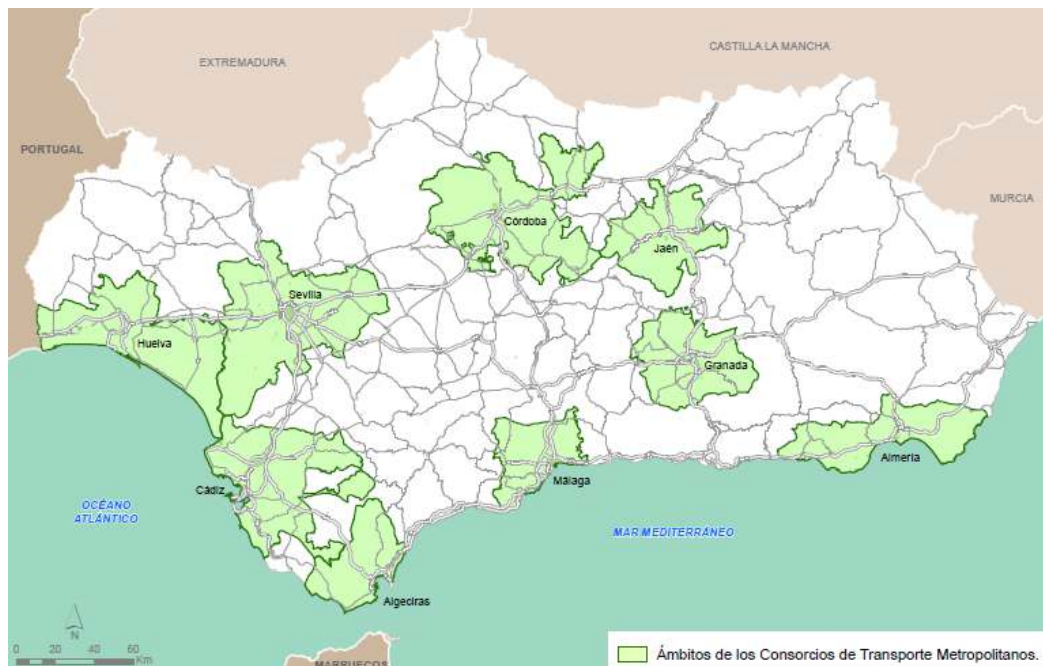 CASTILLA LA MANCHA
EXTREMADURA
PORTUGAL
MURCIA
Córdoba
Jaén
Sevilla
Huelva
Granada
Almería
Málaga
Cádiz
OCÉANO
ATLÁNTICO
MAR MEDITERRÁNEO
Algeciras
N
0 20 40 60
Km
MARRUECOS
Ámbitos de los Consorcios de Transporte Metropolitanos.